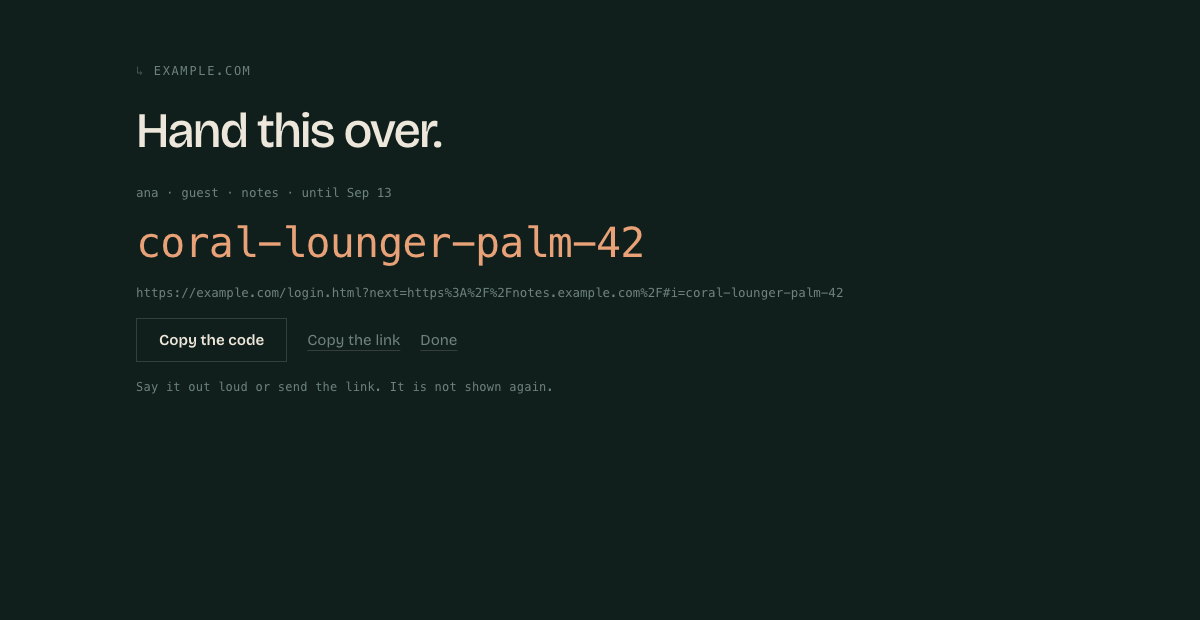 ↳ EXAMPLE.COM
Hand this over.
ana · guest · notes · until Sep 13
coral-lounger-palm-42
https://example.com/login.html?next=https%3A%2F%2Fnotes.example.com%2F#i=coral-lounger-palm-42
Copy the code Copy the link Done
Say it out loud or send the link. It is not shown again.